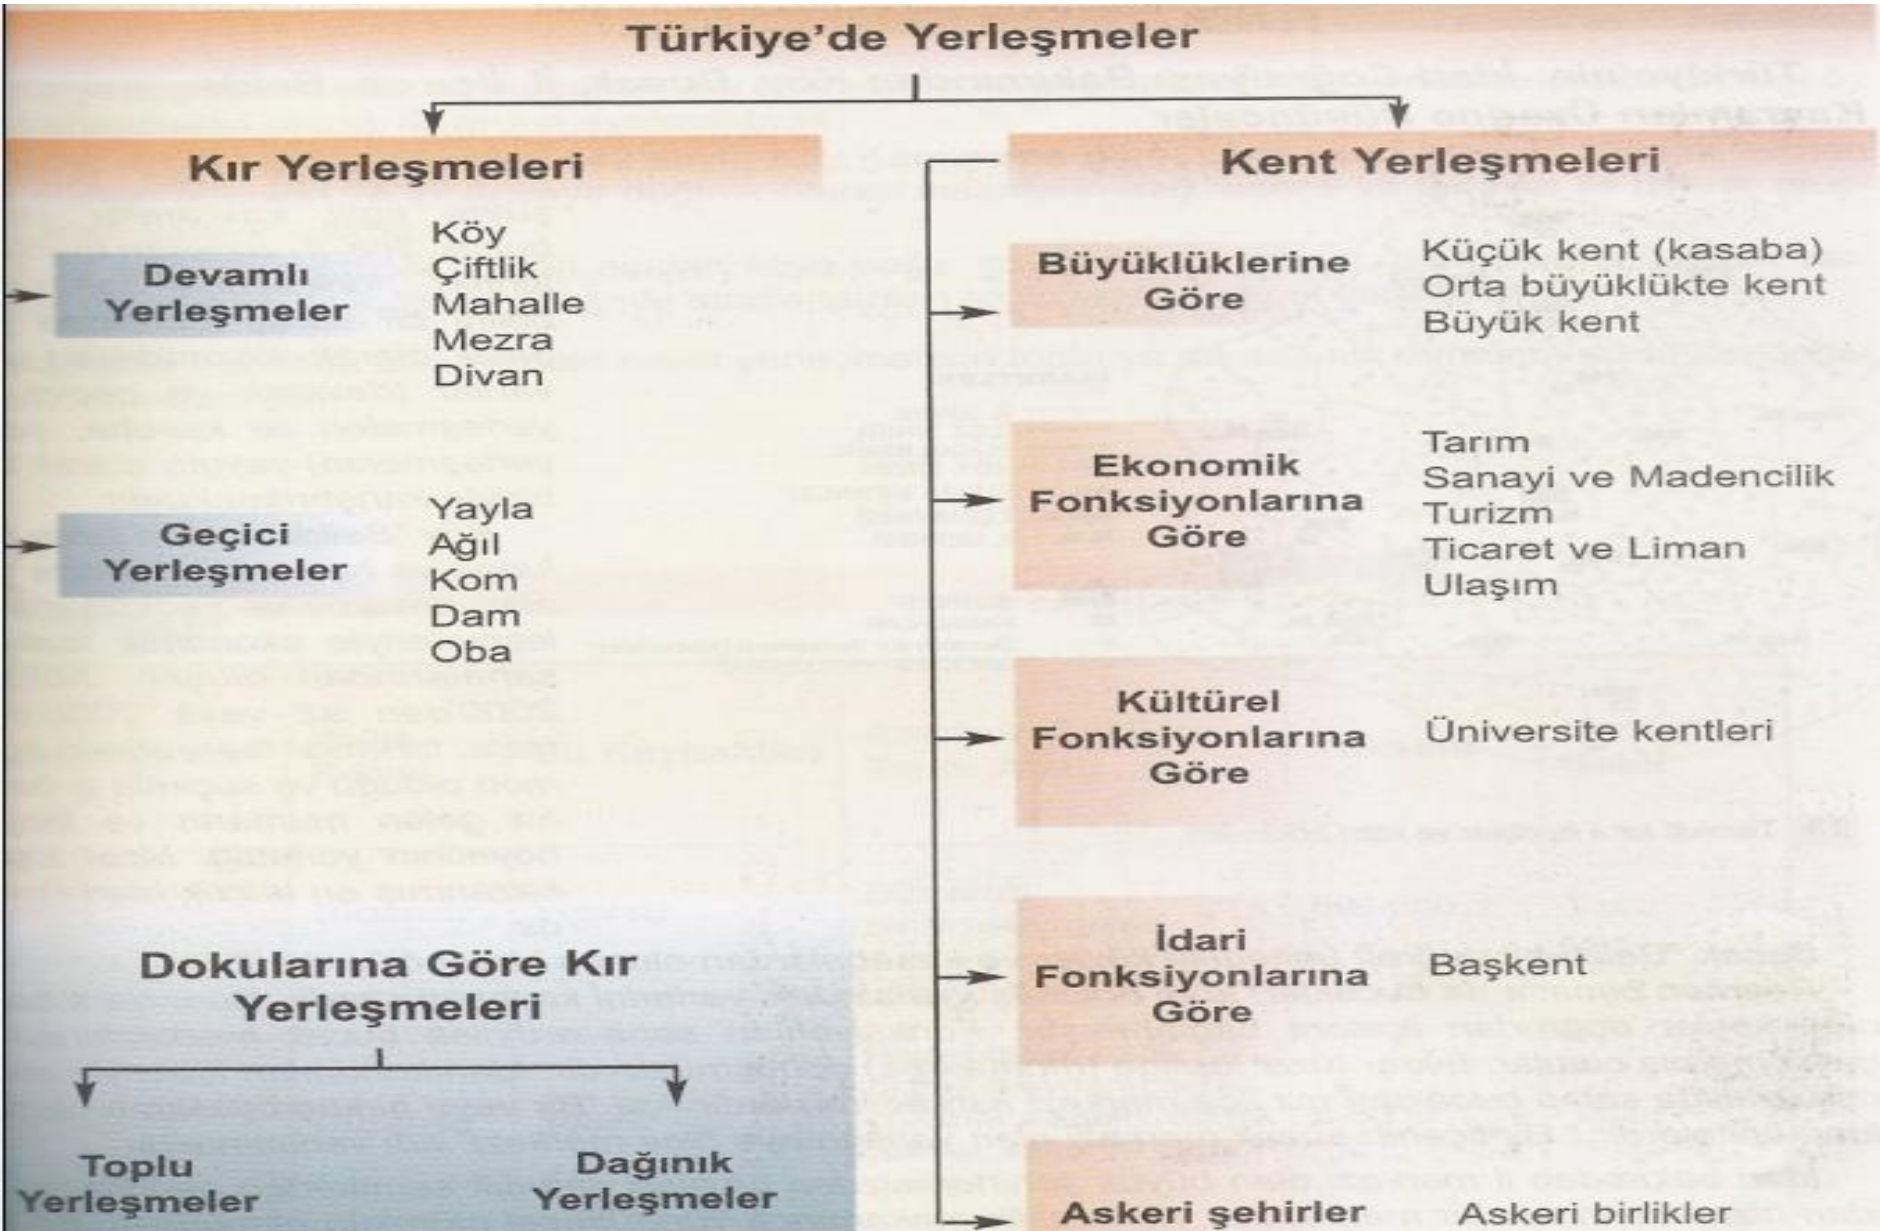 Türkiye'de Yerleşmeler
Kır Yerleşmeleri
Devamlı
Yerleşmeler
Köy
Çiftlik
Mahalle
Mezra
Divan
Geçici
Yerleşmeler
Yayla
Ağıl
Kom
Dam
Oba
Dokularına Göre Kır
Yerleşmeleri
Toplu
Yerleşmeler
Dağınık
Yerleşmeler
Kent Yerleşmeleri
Büyüklüklerine
Göre
Küçük kent (kasaba)
Orta büyüklükte kent
Büyük kent
Ekonomik
Fonksiyonlarına
Göre
Tarım
Sanayi ve Madencilik
Turizm
Ticaret ve Liman
Ulaşım
Kültürel
Fonksiyonlarına
Göre
Üniversite kentleri
İdari
Fonksiyonlarına
Göre
Başkent
Askeri şehirler
Askeri birlikler